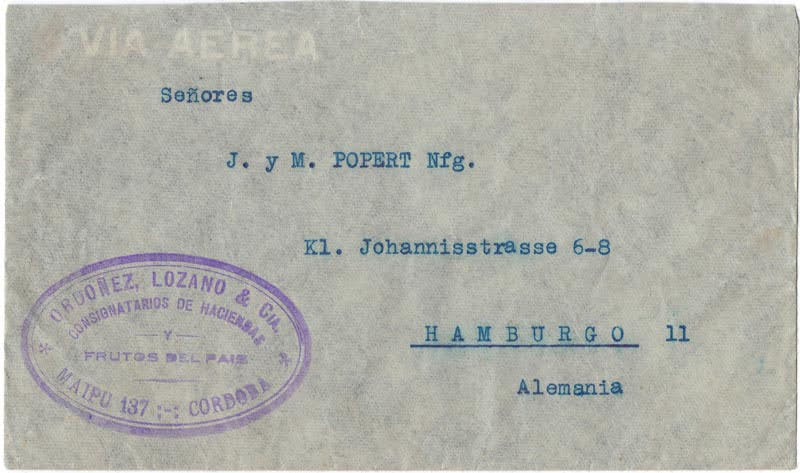 VIA AEREA
Señores
J. y M. POPERT Nfg.
Kl. Johannisstrasse 6-8
HAMBURGO 11
Alemania
ORDOÑEZ, LOZANO & CIA.
CONSIGNATARIOS DE HACIENDAS
— Y —
FRUTOS DEL PAIS
* MAIPU 137 :-: CORDOBA *